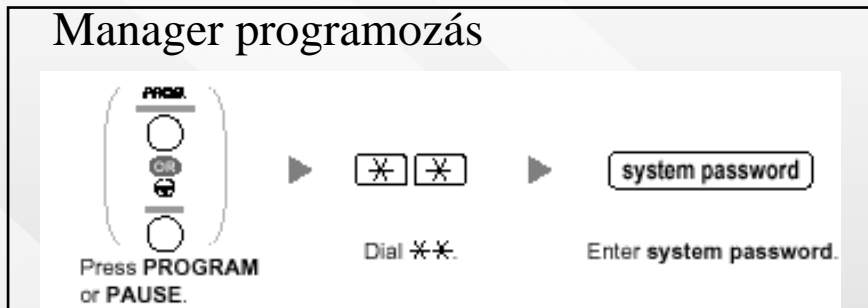 Manager programozás
PROG.
OR
✳ ✳
system password
Press PROGRAM
or PAUSE.
Dial ✳✳.
Enter system password.